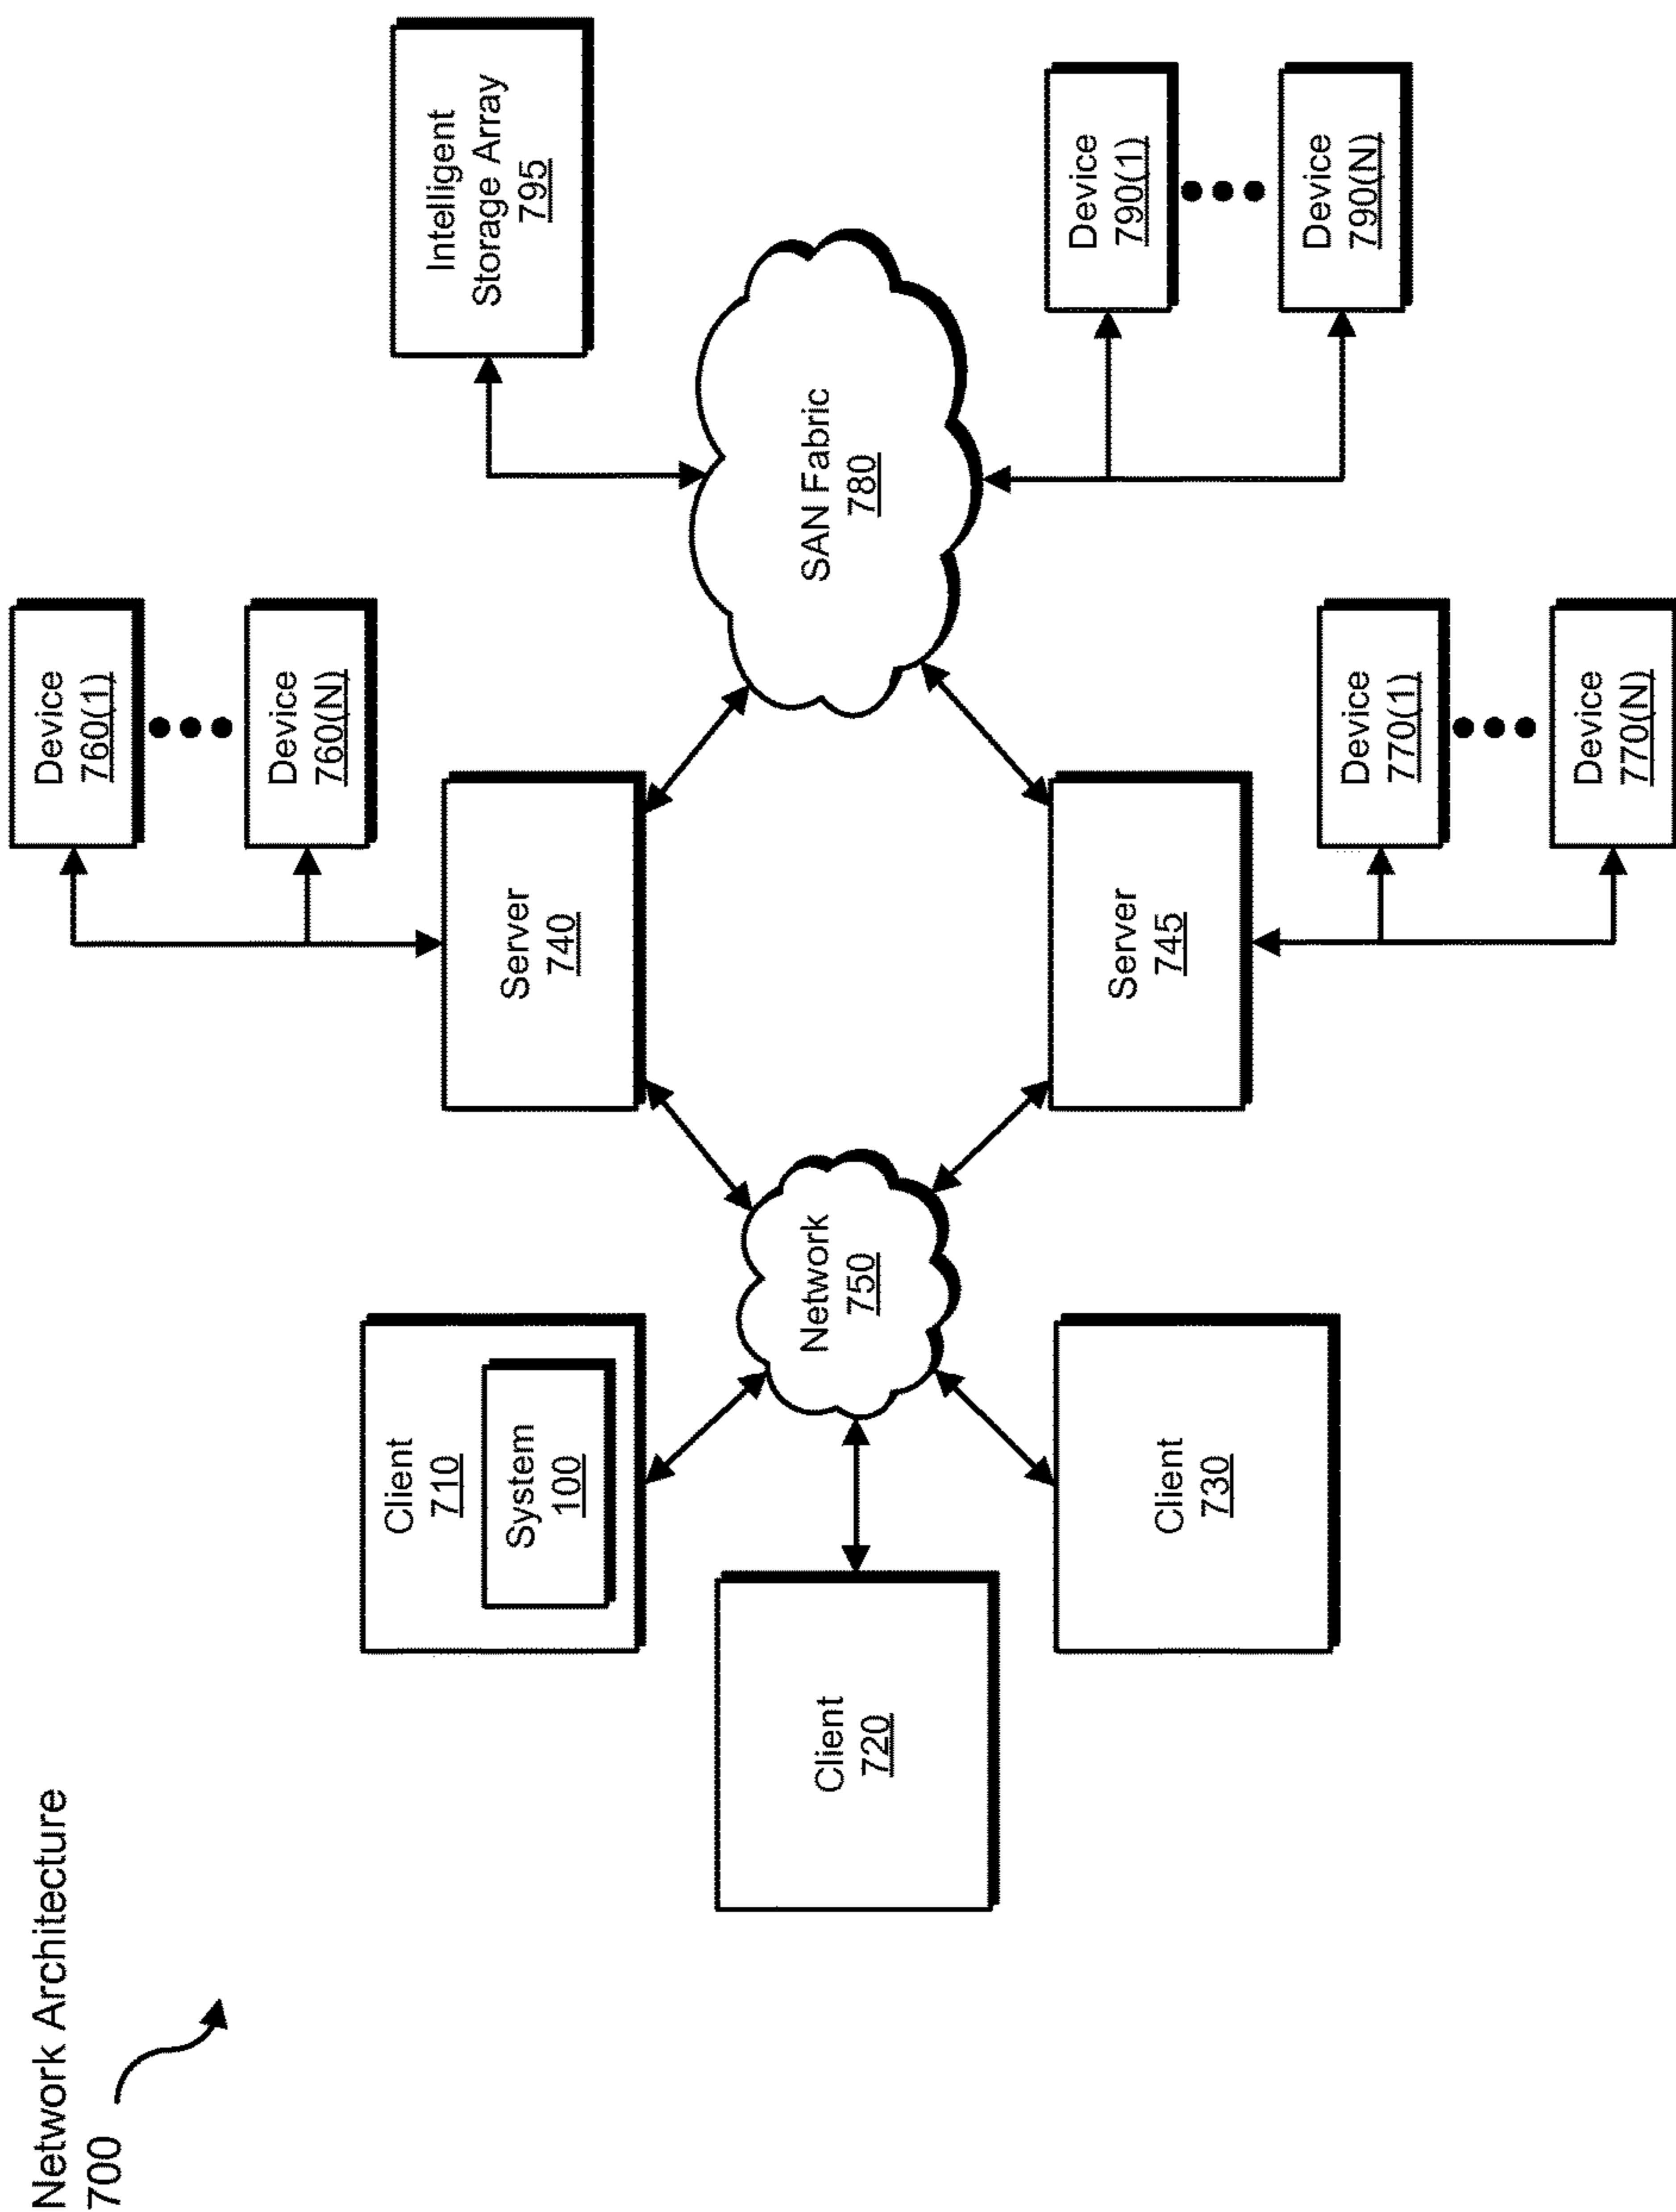 Network Architecture
700
Client
710
System
100
Client
720
Client
730
Network
750
Server
740
Server
745
Device
760(1)
Device
760(N)
Device
770(1)
Device
770(N)
SAN Fabric
780
Intelligent
Storage Array
795
Device
790(1)
Device
790(N)